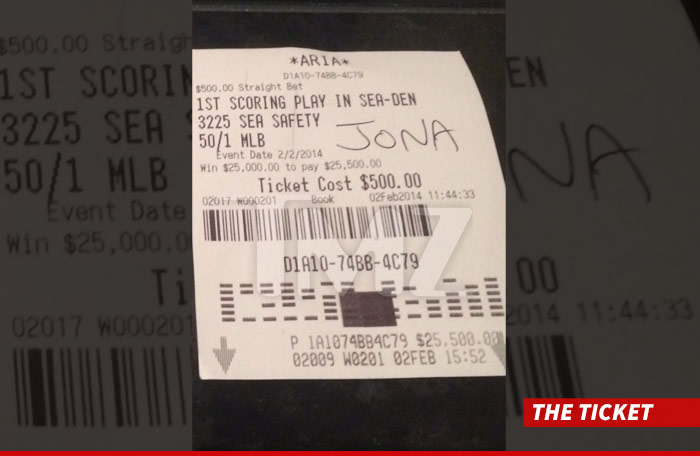 *ARIA*
D1A10-74BB-4C79
$500.00 Straight Bet
1ST SCORING PLAY IN SEA-DEN
3225 SEA SAFETY
JONA
50/1 MLB
Event Date 2/2/2014
Win $25,000.00 to pay $25,500.00
Ticket Cost $500.00
02017 W000201 Book 02Feb2014 11:44:33
TMZ
D1A10-74BB-4C79
P 1A1074BB4C79 $25.500.00
02009 W0201 02FEB 15:52
THE TICKET